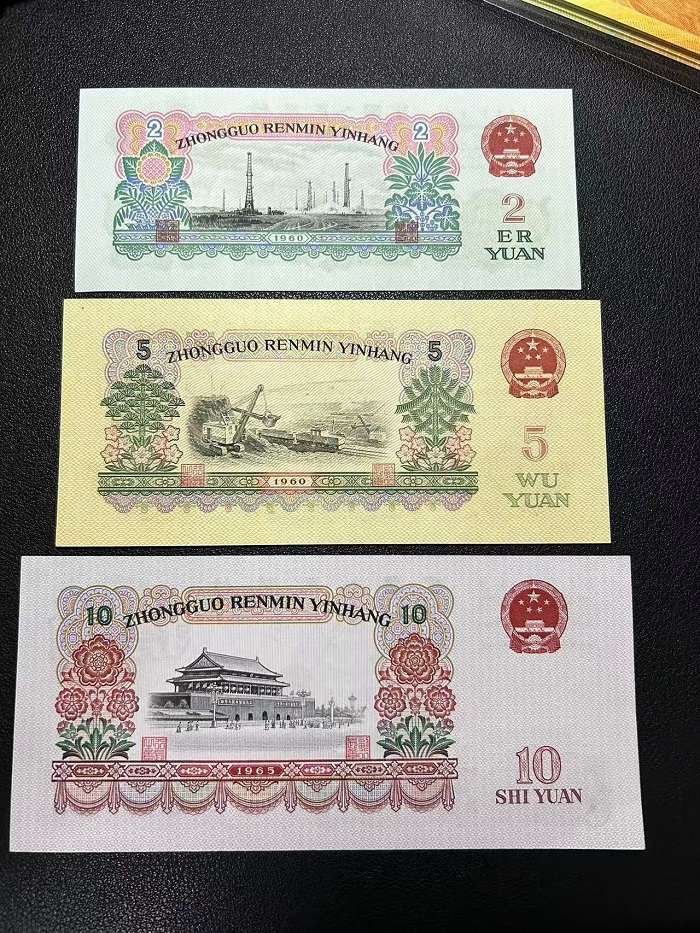 2 2
ZHONGGUO RENMIN YINHANG
1960
2
ER
YUAN
5 5
ZHONGGUO RENMIN YINHANG
1960
5
WU
YUAN
10 10
ZHONGGUO RENMIN YINHANG
1965
10
SHI YUAN